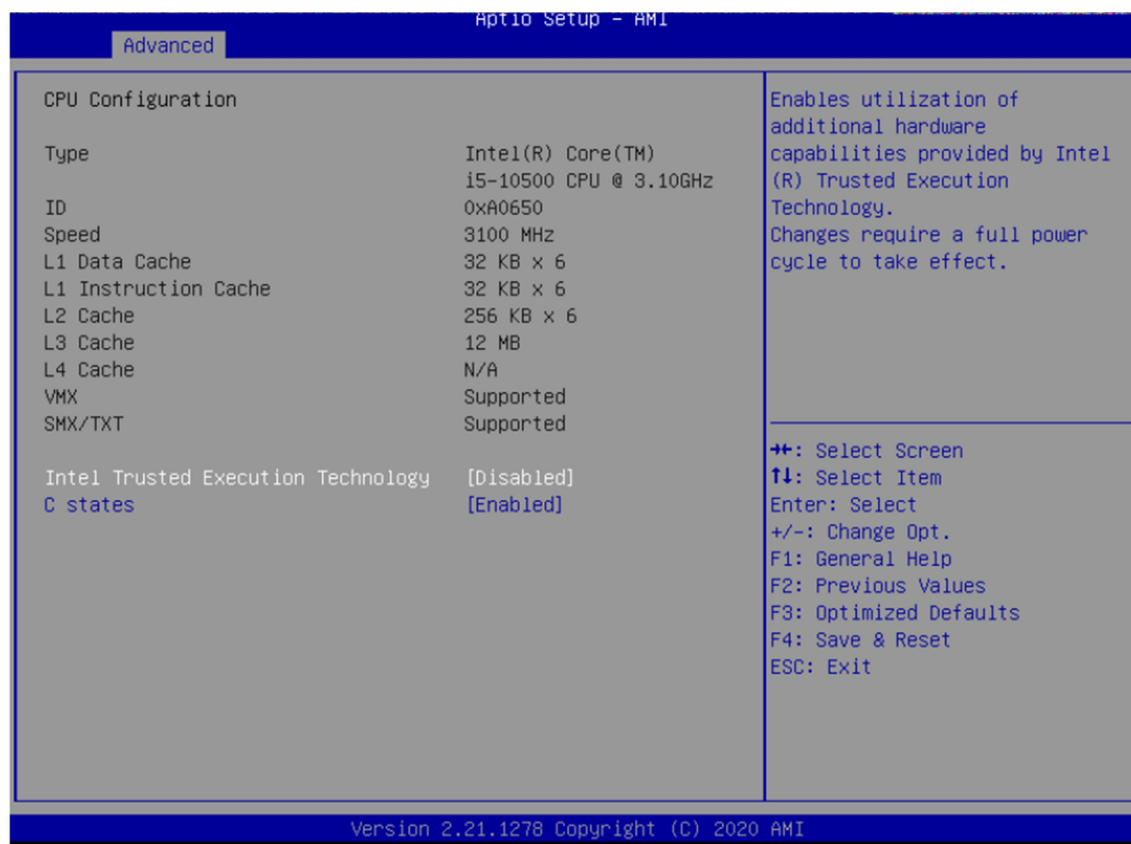 Aptio Setup – AMI
Advanced
CPU Configuration
Type Intel(R) Core(TM)
i5-10500 CPU @ 3.10GHz
ID 0xA0650
Speed 3100 MHz
L1 Data Cache 32 KB x 6
L1 Instruction Cache 32 KB x 6
L2 Cache 256 KB x 6
L3 Cache 12 MB
L4 Cache N/A
VMX Supported
SMX/TXT Supported
Intel Trusted Execution Technology [Disabled]
C states [Enabled]
Enables utilization of
additional hardware
capabilities provided by Intel
(R) Trusted Execution
Technology.
Changes require a full power
cycle to take effect.
→←: Select Screen
↑↓: Select Item
Enter: Select
+/-: Change Opt.
F1: General Help
F2: Previous Values
F3: Optimized Defaults
F4: Save & Reset
ESC: Exit
Version 2.21.1278 Copyright (C) 2020 AMI